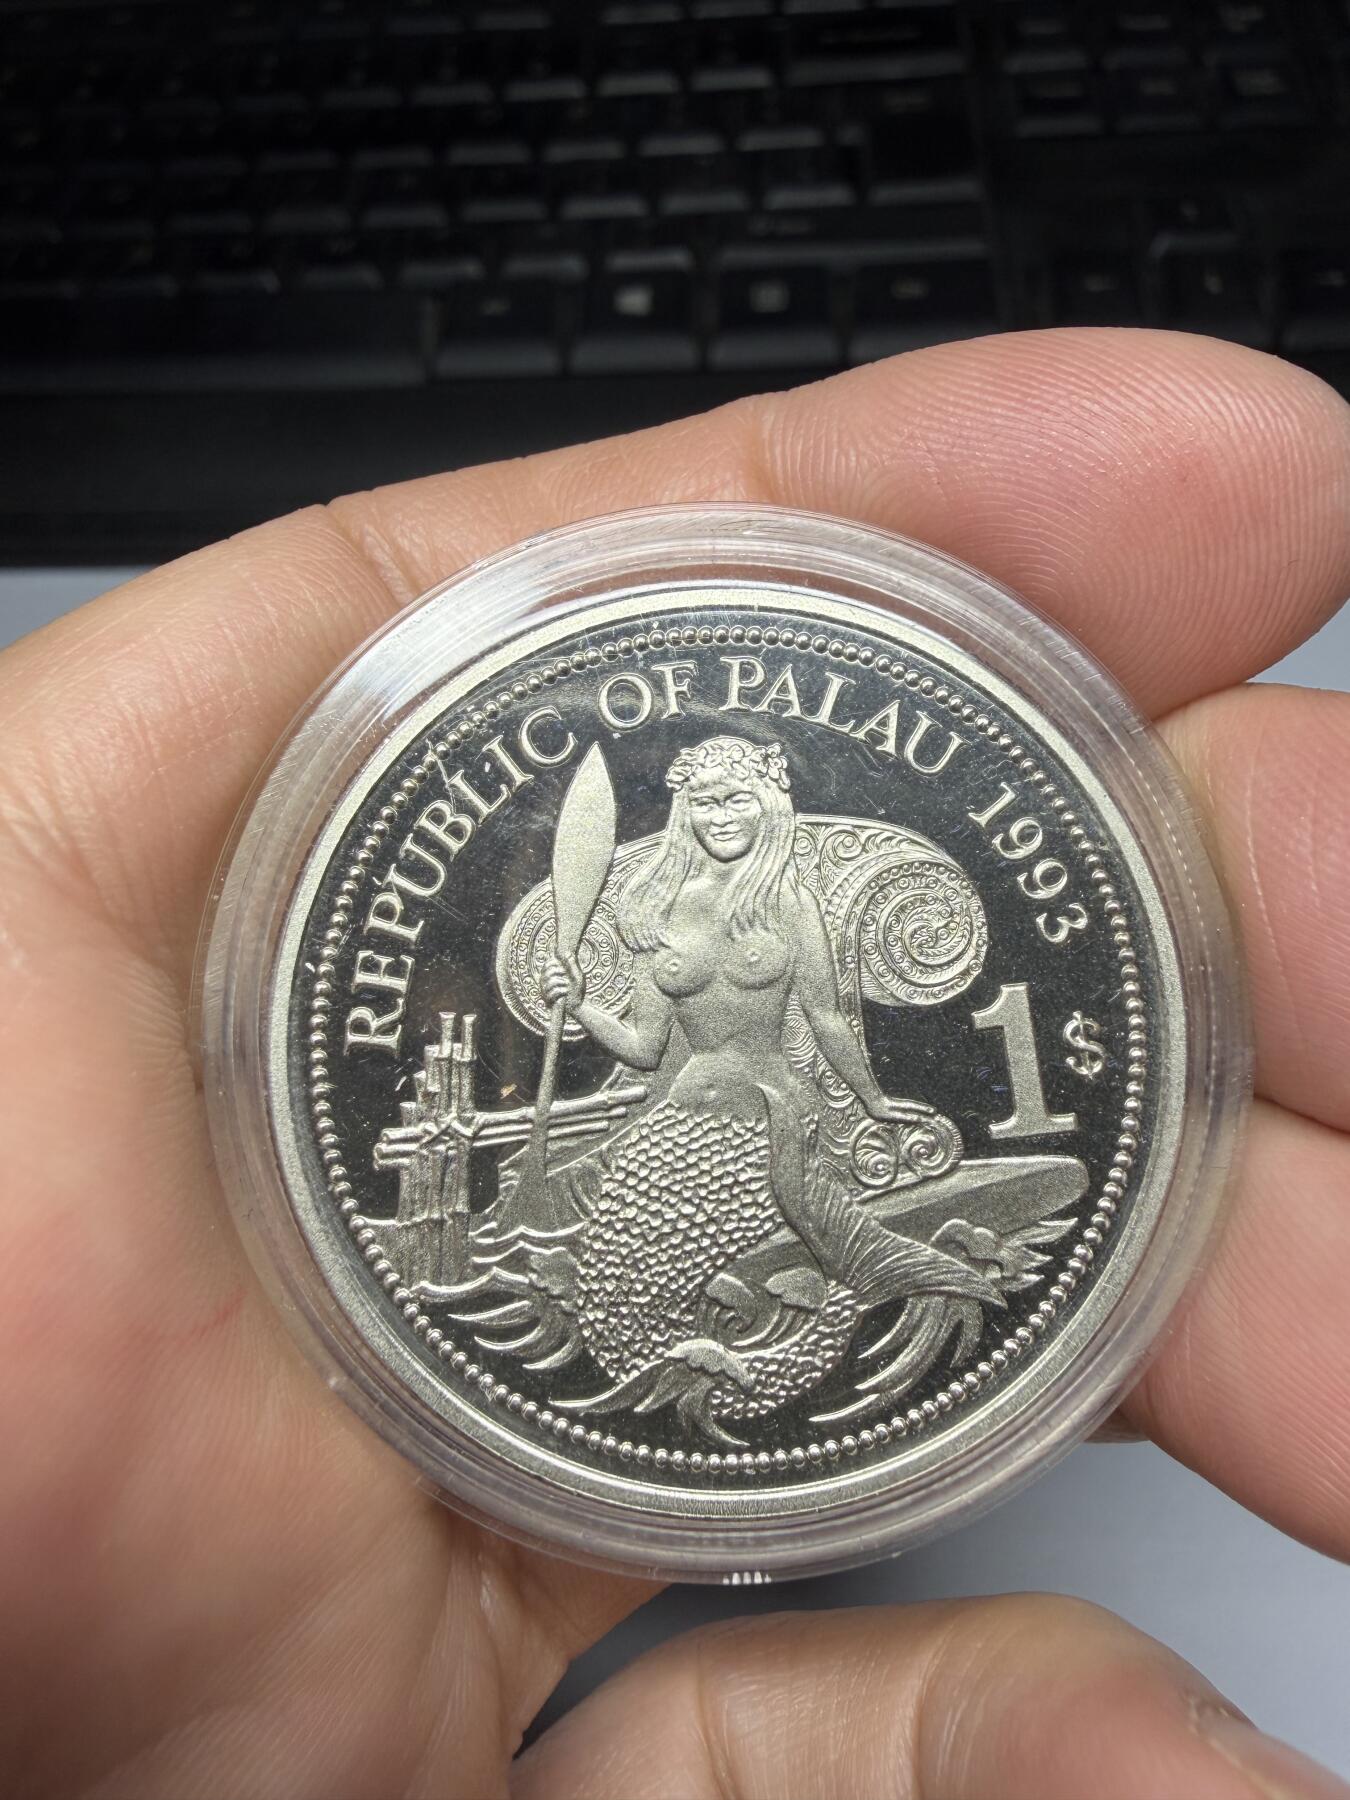 REPUBLIC OF PALAU 1993
1 $